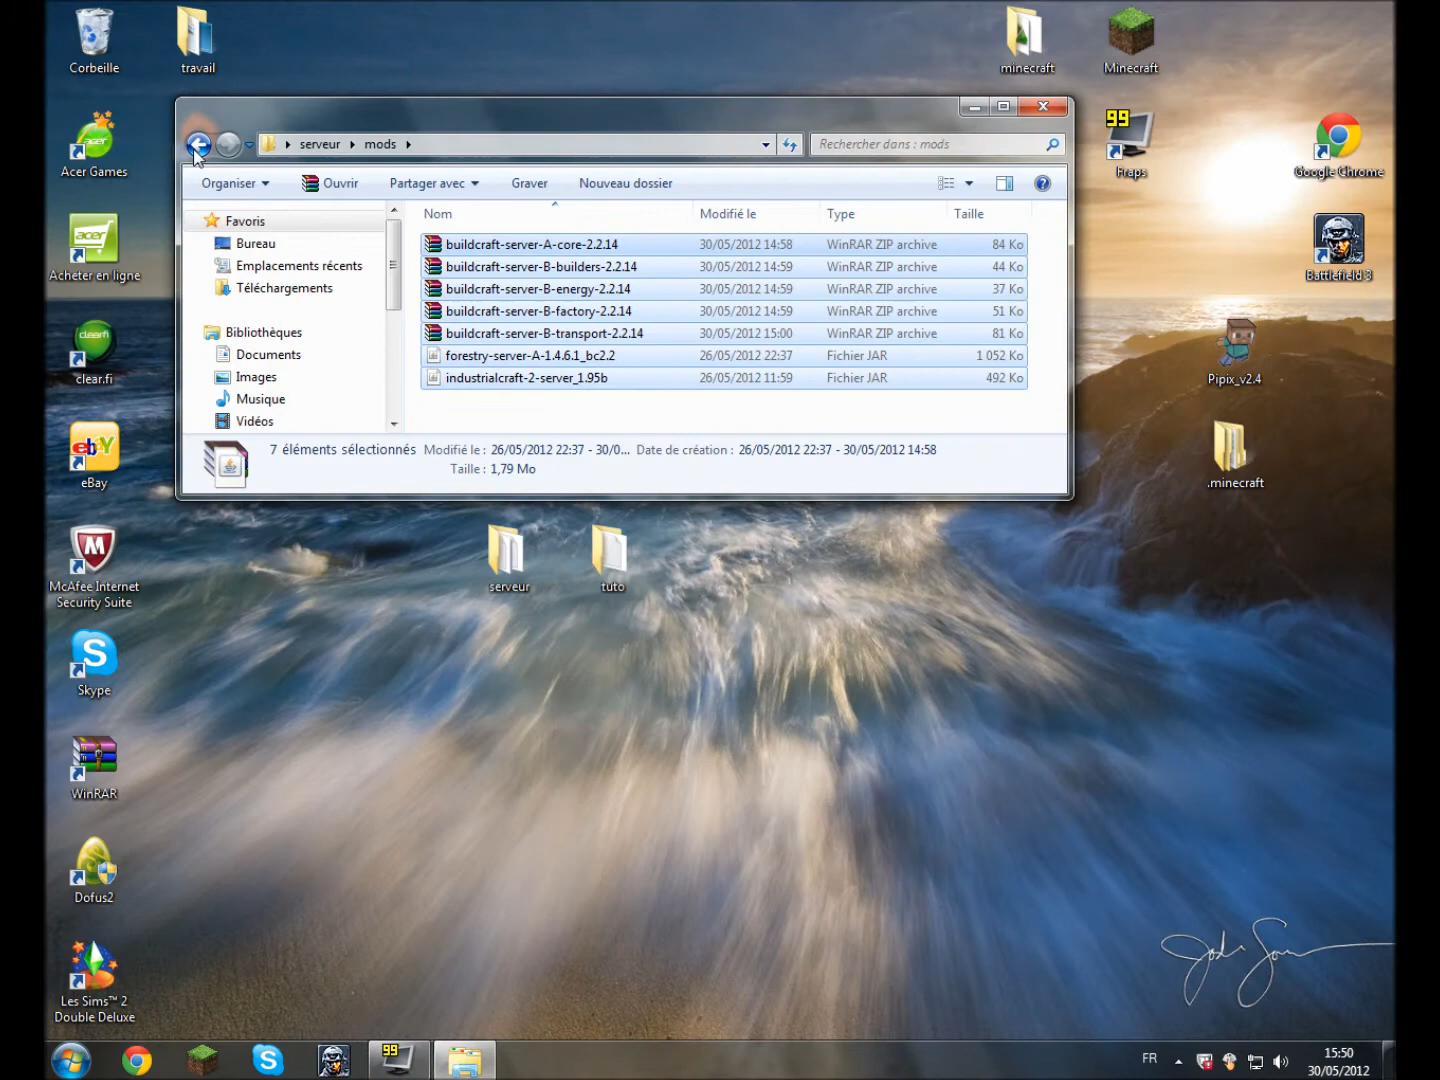 Corbeille
travail
minecraft
Minecraft
99
Acer Games
Fraps
Google Chrome
serveur
mods
Rechercher dans : mods
Organiser
Ouvrir
Partager avec
Graver
Nouveau dossier
Favoris
Bureau
Emplacements récents
Téléchargements
Bibliothèques
Documents
Images
Musique
Vidéos
Nom Modifié le Type Taille
buildcraft-server-A-core-2.2.14 30/05/2012 14:58 WinRAR ZIP archive 84 Ko
buildcraft-server-B-builders-2.2.14 30/05/2012 14:59 WinRAR ZIP archive 44 Ko
buildcraft-server-B-energy-2.2.14 30/05/2012 14:59 WinRAR ZIP archive 37 Ko
buildcraft-server-B-factory-2.2.14 30/05/2012 14:59 WinRAR ZIP archive 51 Ko
buildcraft-server-B-transport-2.2.14 30/05/2012 15:00 WinRAR ZIP archive 81 Ko
forestry-server-A-1.4.6.1_bc2.2 26/05/2012 22:37 Fichier JAR 1 052 Ko
industrialcraft-2-server_1.95b 26/05/2012 11:59 Fichier JAR 492 Ko
7 éléments sélectionnés Modifié le : 26/05/2012 22:37 - 30/0... Date de création : 26/05/2012 22:37 - 30/05/2012 14:58
Taille : 1,79 Mo
acer
Acheter en ligne
Battlefield 3
clearfi
clear.fi
Pipix_v2.4
ebay
eBay
.minecraft
McAfee Internet
Security Suite
serveur
tuto
Skype
WinRAR
Dofus2
Les Sims™ 2
Double Deluxe
99
FR
15:50
30/05/2012